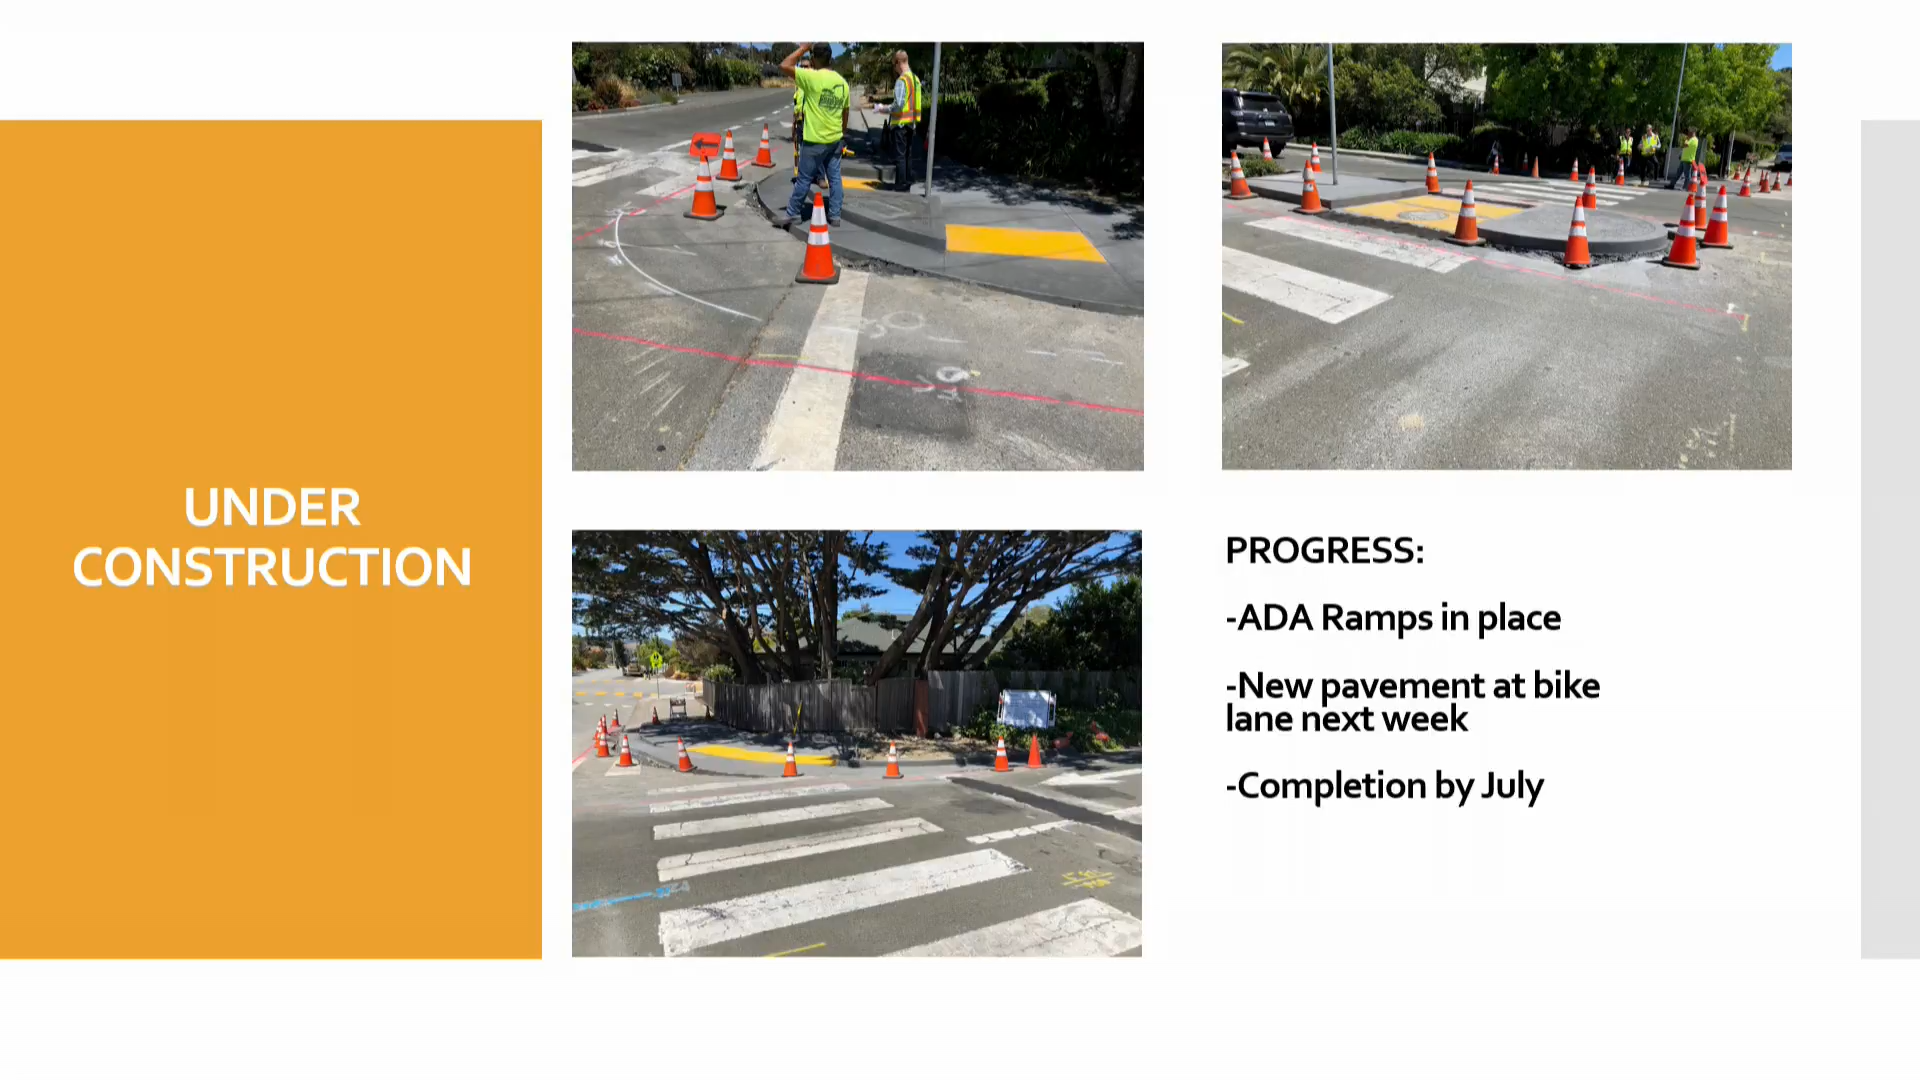 UNDER
CONSTRUCTION
PROGRESS:
-ADA Ramps in place
-New pavement at bike
lane next week
-Completion by July